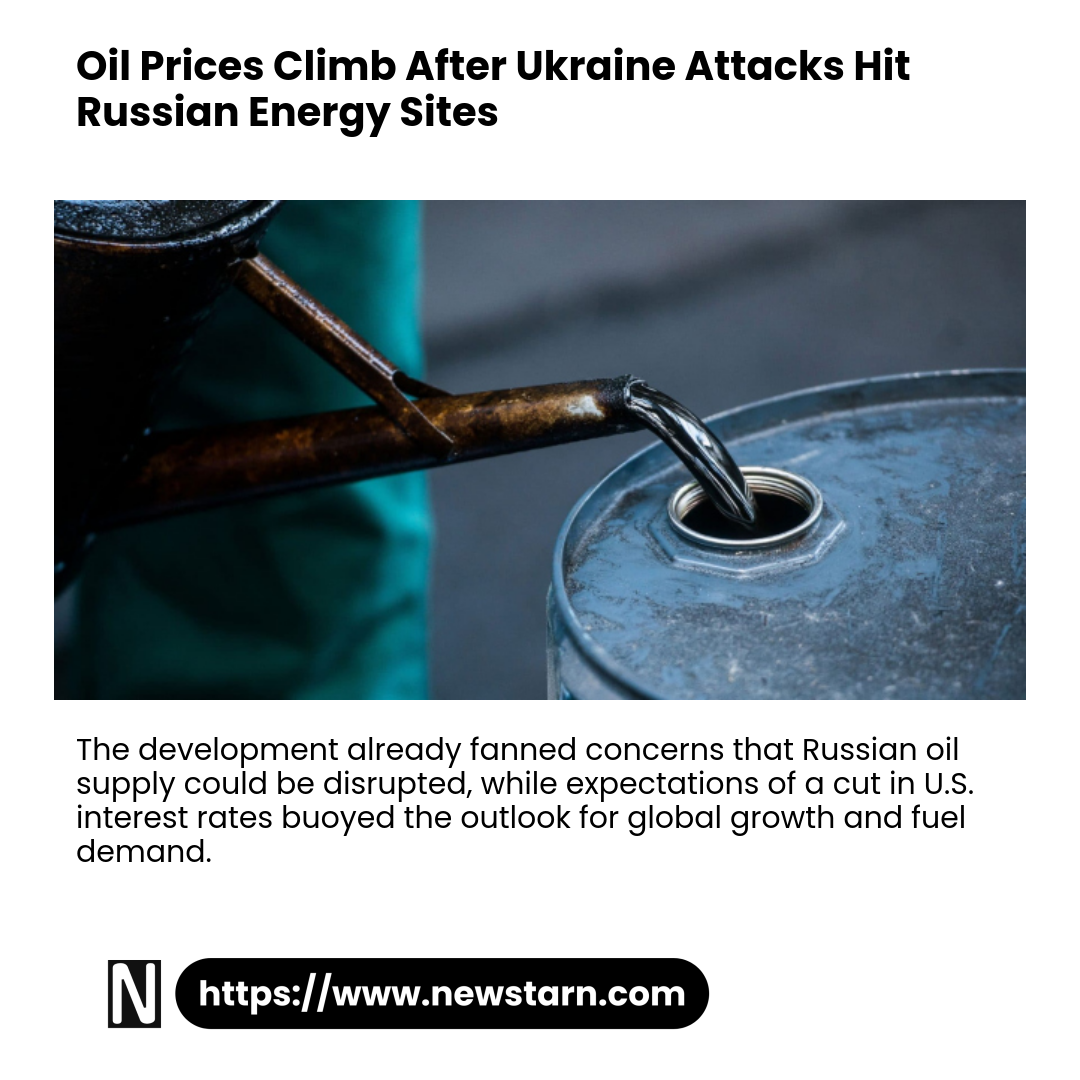 Oil Prices Climb After Ukraine Attacks Hit
Russian Energy Sites
The development already fanned concerns that Russian oil
supply could be disrupted, while expectations of a cut in U.S.
interest rates buoyed the outlook for global growth and fuel
demand.
N https://www.newstarn.com